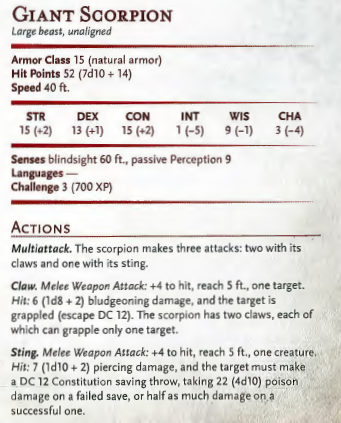 GIANT SCORPION
Large beast, unaligned
Armor Class 15 (natural armor)
Hit Points 52 (7d10 + 14)
Speed 40 ft.
STR DEX CON INT WIS CHA
15 (+2) 13 (+1) 15 (+2) 1 (-5) 9 (-1) 3 (-4)
Senses blindsight 60 ft., passive Perception 9
Languages —
Challenge 3 (700 XP)
ACTIONS
Multiattack. The scorpion makes three attacks: two with its
claws and one with its sting.
Claw. Melee Weapon Attack: +4 to hit, reach 5 ft., one target.
Hit: 6 (1d8 + 2) bludgeoning damage, and the target is
grappled (escape DC 12). The scorpion has two claws, each of
which can grapple only one target.
Sting. Melee Weapon Attack: +4 to hit, reach 5 ft., one creature.
Hit: 7 (1d10 + 2) piercing damage, and the target must make
a DC 12 Constitution saving throw, taking 22 (4d10) poison
damage on a failed save, or half as much damage on a
successful one.